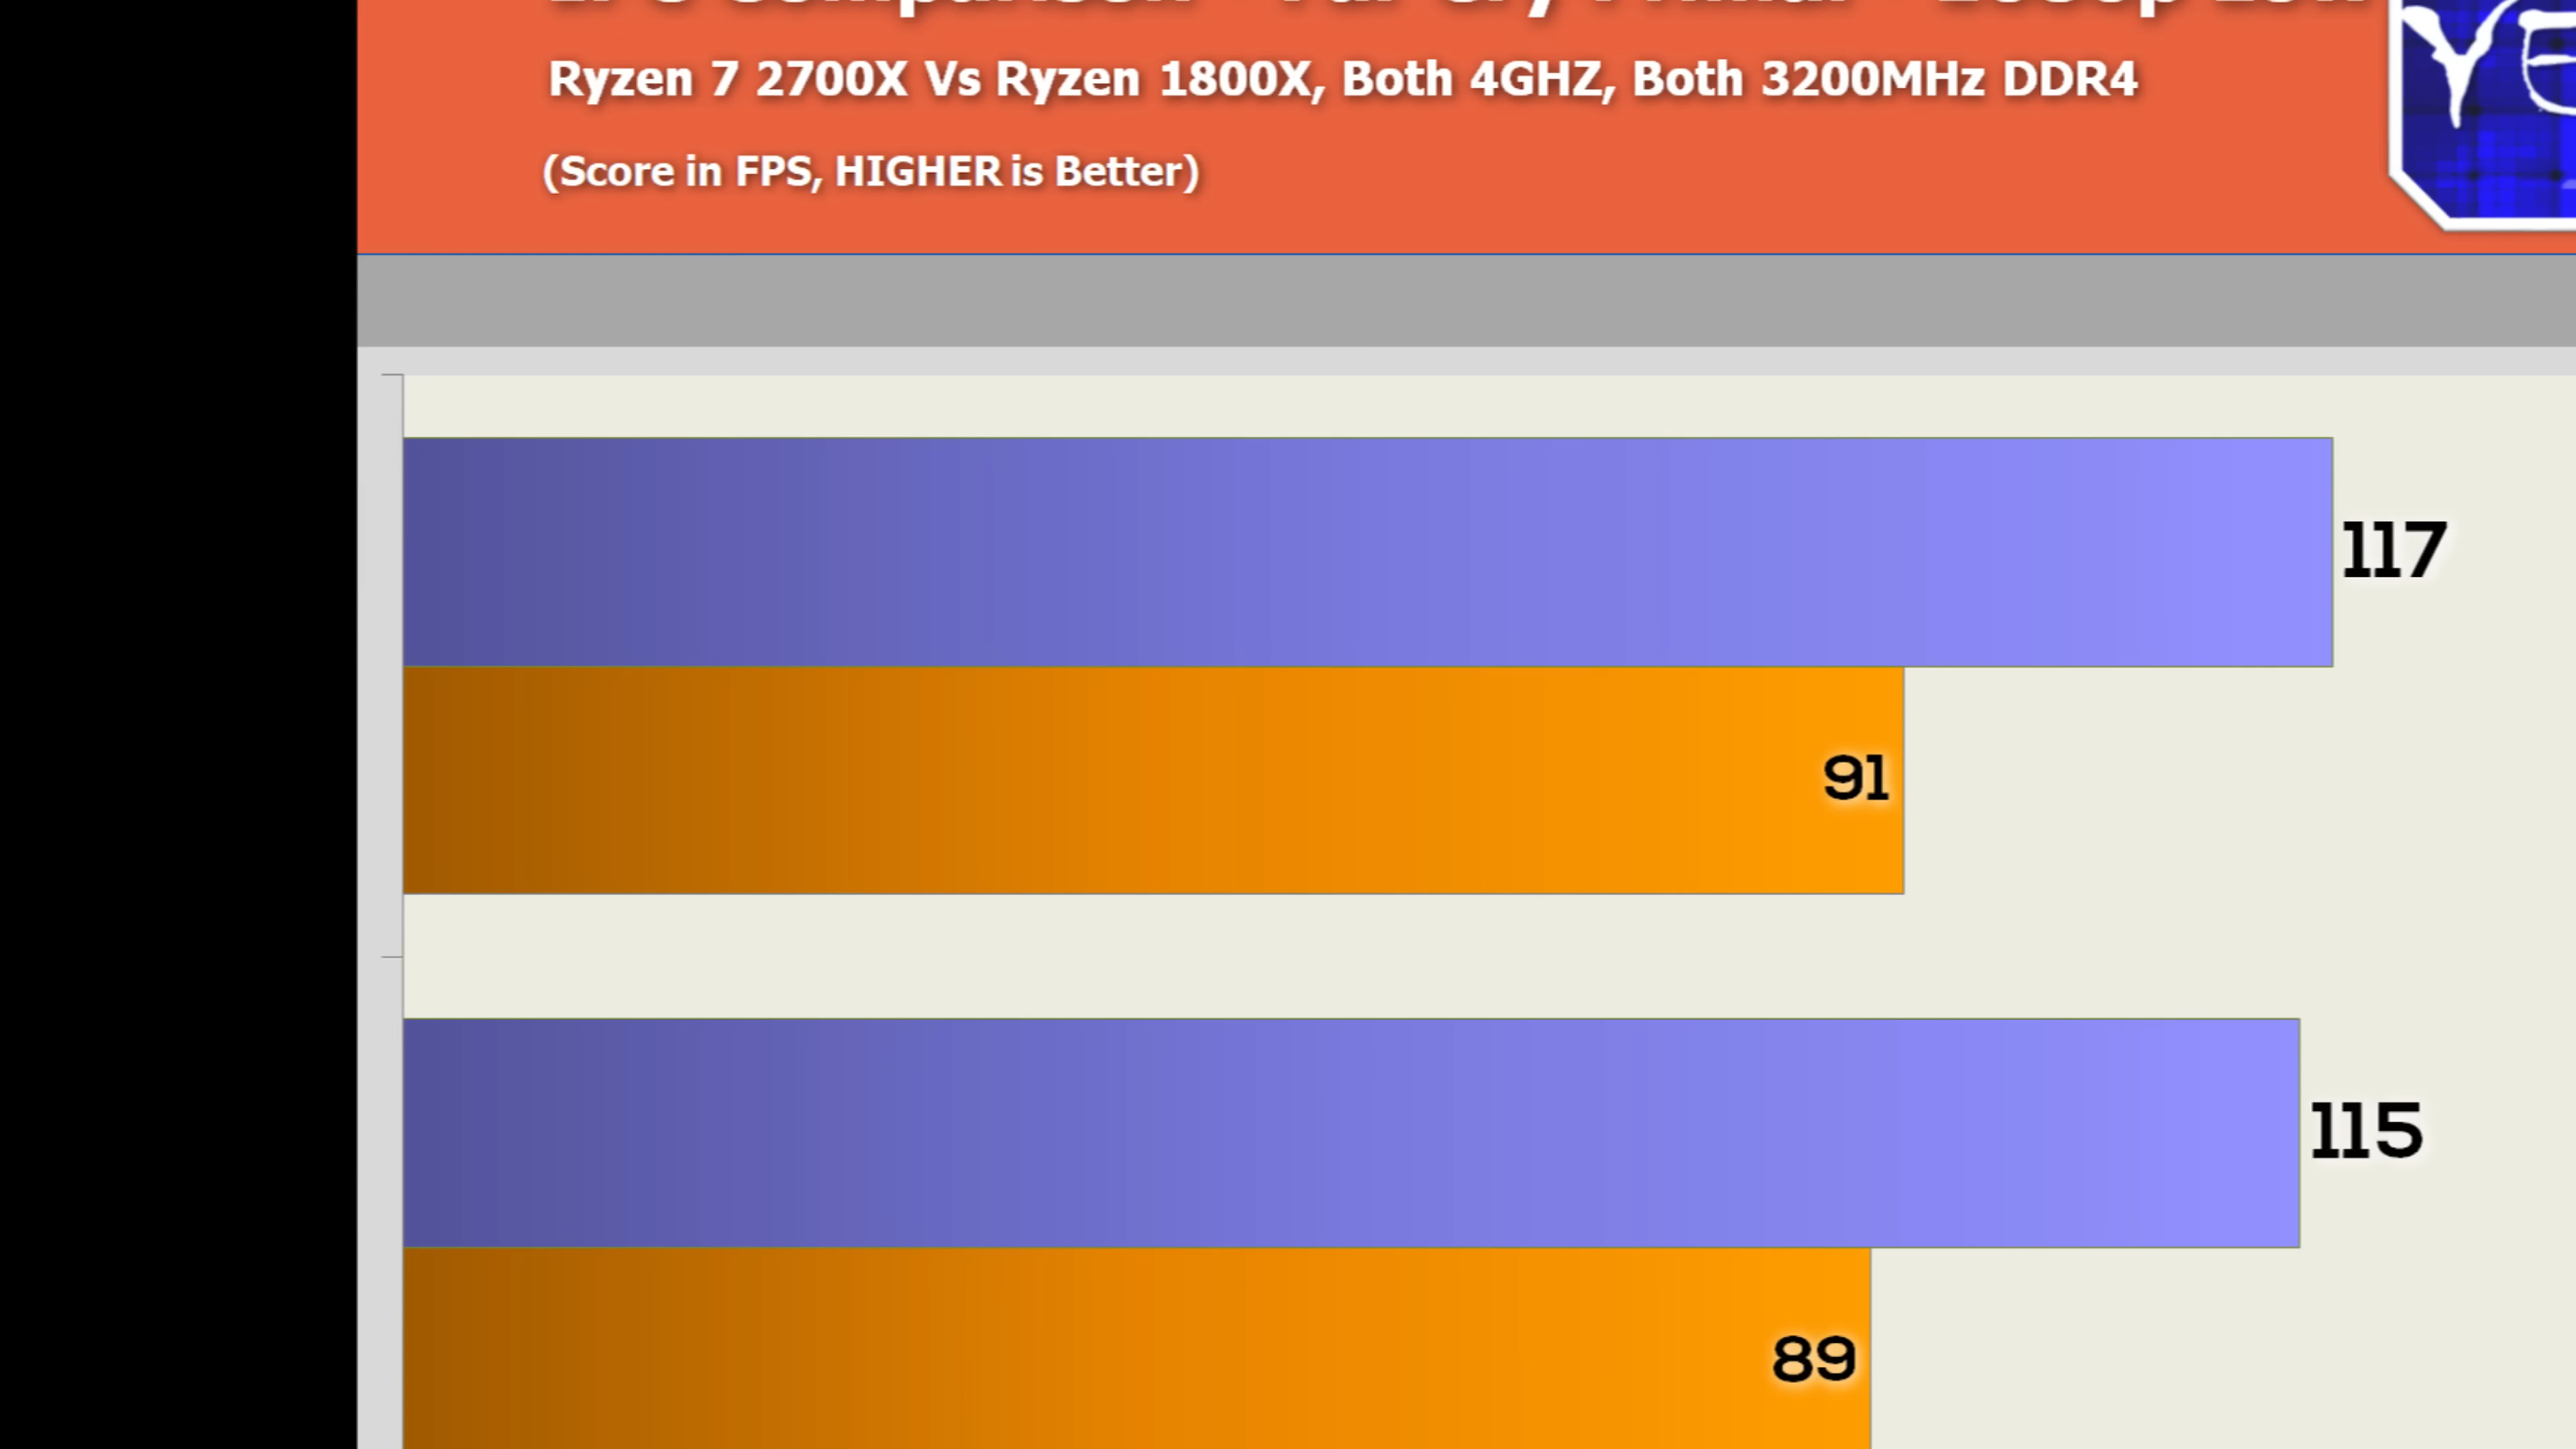 Ryzen 7 2700X Vs Ryzen 1800X, Both 4GHZ, Both 3200MHz DDR4
(Score in FPS, HIGHER is Better)
117
91
115
89